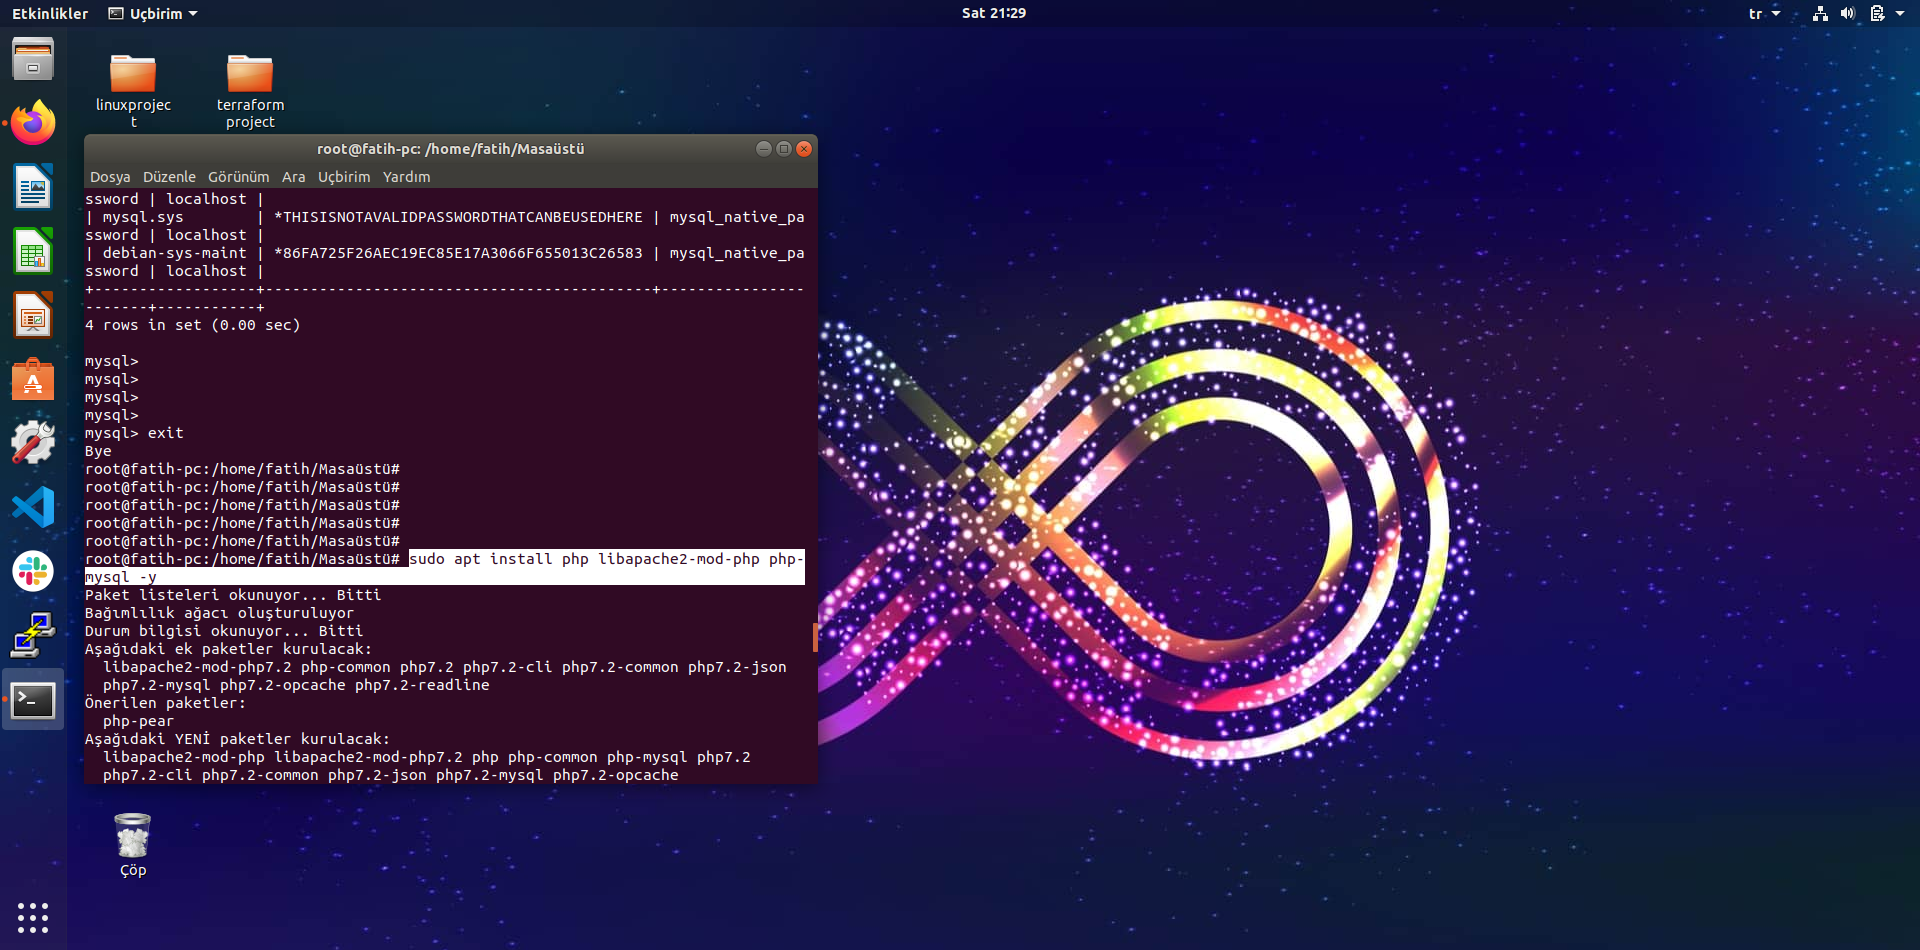 Etkinlikler Uçbirim Sat 21:29 tr
linuxprojec
t
terraform
project
root@fatih-pc: /home/fatih/Masaüstü
Dosya Düzenle Görünüm Ara Uçbirim Yardım
ssword | localhost |
| mysql.sys        | *THISISNOTAVALIDPASSWORDTHATCANBEUSEDHERE | mysql_native_pa
ssword | localhost |
| debian-sys-maint | *86FA725F26AEC19EC85E17A3066F655013C26583 | mysql_native_pa
ssword | localhost |
+------------------+-------------------------------------------+----------------
-------+-----------+
4 rows in set (0.00 sec)
mysql>
mysql>
mysql>
mysql>
mysql> exit
Bye
root@fatih-pc:/home/fatih/Masaüstü#
root@fatih-pc:/home/fatih/Masaüstü#
root@fatih-pc:/home/fatih/Masaüstü#
root@fatih-pc:/home/fatih/Masaüstü#
root@fatih-pc:/home/fatih/Masaüstü#
root@fatih-pc:/home/fatih/Masaüstü# sudo apt install php libapache2-mod-php php-
mysql -y
Paket listeleri okunuyor... Bitti
Bağımlılık ağacı oluşturuluyor
Durum bilgisi okunuyor... Bitti
Aşağıdaki ek paketler kurulacak:
  libapache2-mod-php7.2 php-common php7.2 php7.2-cli php7.2-common php7.2-json
  php7.2-mysql php7.2-opcache php7.2-readline
Önerilen paketler:
  php-pear
Aşağıdaki YENİ paketler kurulacak:
  libapache2-mod-php libapache2-mod-php7.2 php php-common php-mysql php7.2
  php7.2-cli php7.2-common php7.2-json php7.2-mysql php7.2-opcache
Çöp